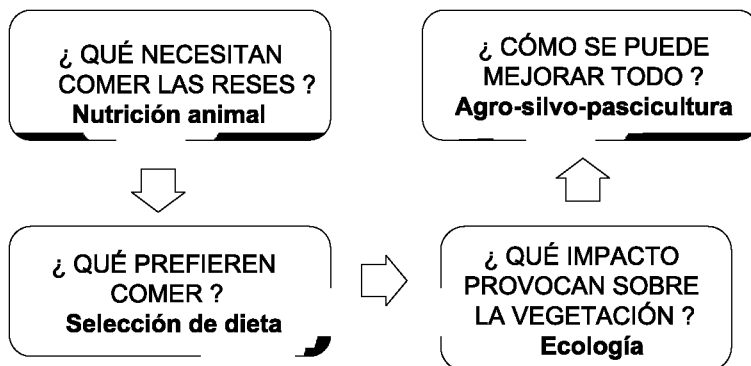 ¿ QUÉ NECESITAN
COMER LAS RESES ?
Nutrición animal
¿ QUÉ PREFIEREN
COMER ?
Selección de dieta
¿ QUÉ IMPACTO
PROVOCAN SOBRE
LA VEGETACIÓN ?
Ecología
¿ CÓMO SE PUEDE
MEJORAR TODO ?
Agro-silvo-pascicultura